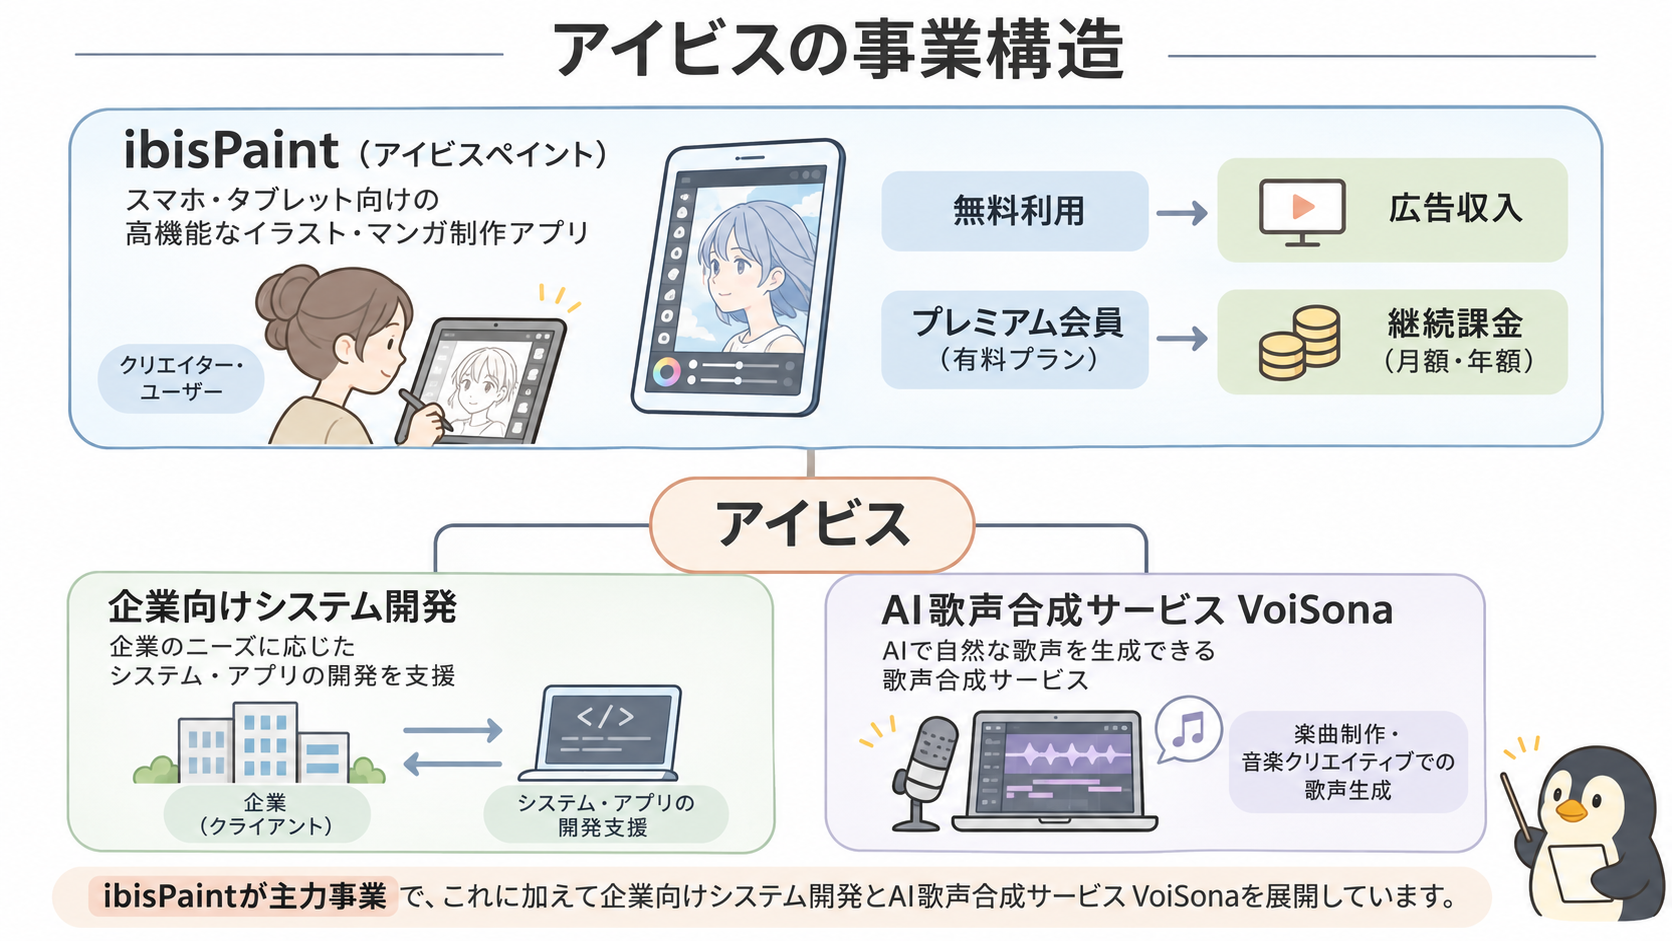 アイビスの事業構造
ibisPaint（アイビスペイント）
スマホ・タブレット向けの
高機能なイラスト・マンガ制作アプリ
クリエイター・
ユーザー
無料利用
広告収入
プレミアム会員
（有料プラン）
継続課金
（月額・年額）
アイビス
企業向けシステム開発
企業のニーズに応じた
システム・アプリの開発を支援
</>
企業
（クライアント）
システム・アプリの
開発支援
AI歌声合成サービス VoiSona
AIで自然な歌声を生成できる
歌声合成サービス
楽曲制作・
音楽クリエイティブでの
歌声生成
ibisPaintが主力事業で、これに加えて企業向けシステム開発とAI歌声合成サービス VoiSonaを展開しています。